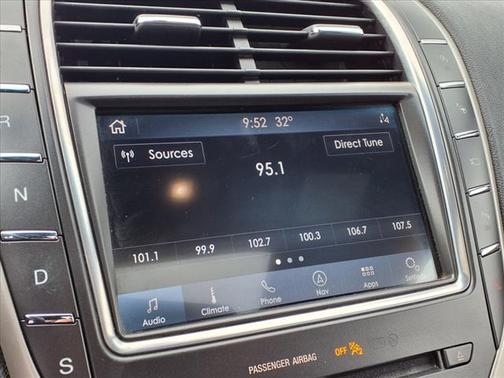 9:52 32°
Sources
Direct Tune
95.1
101.1 99.9 102.7 100.3 106.7 107.5
Audio Climate Phone Nav Apps Settings
R
N
D
S
PASSENGER AIRBAG OFF